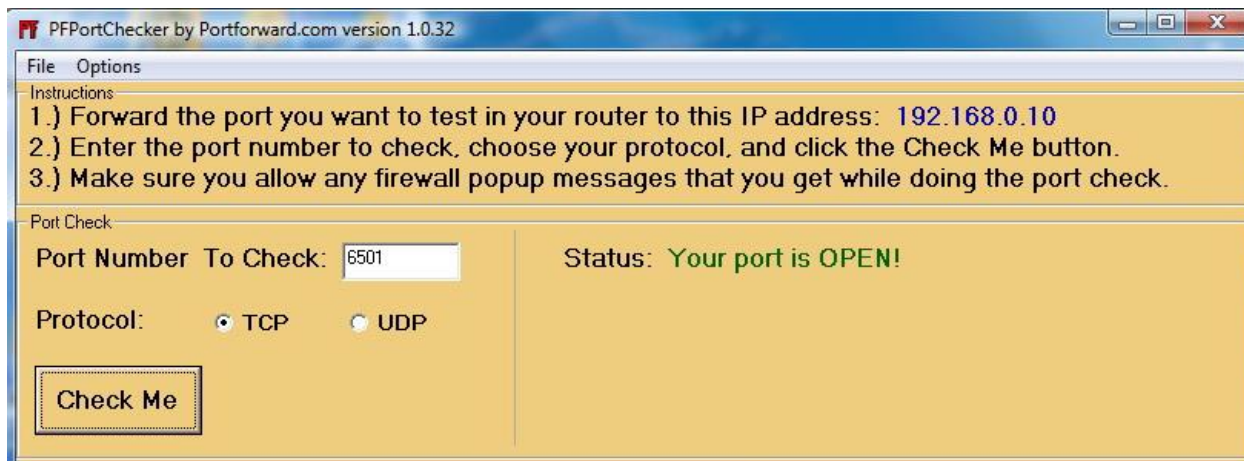 PF PFPortChecker by Portforward.com version 1.0.32
File Options
Instructions
1.) Forward the port you want to test in your router to this IP address: 192.168.0.10
2.) Enter the port number to check, choose your protocol, and click the Check Me button.
3.) Make sure you allow any firewall popup messages that you get while doing the port check.
Port Check
Port Number To Check: 6501
Status: Your port is OPEN!
Protocol: TCP UDP
Check Me